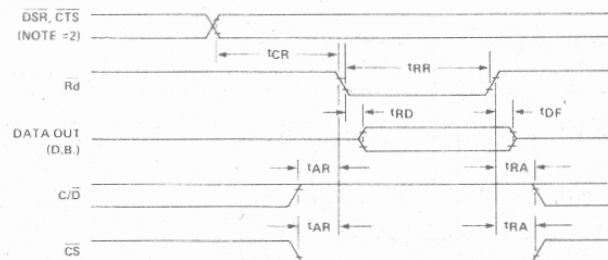 DSR, CTS
(NOTE =2)
tCR
tRR
Rd
tRD
tDF
DATA OUT
(D.B.)
tAR
tRA
C/D
tAR
tRA
CS